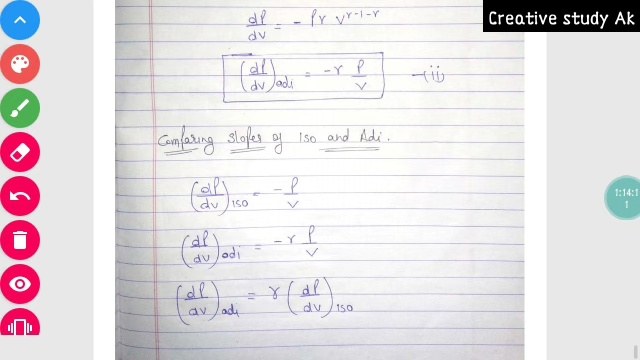 Creative study Ak
dP/dv = - Pr v^r-1-r
(dP/dv)adi = -r P/v —(ii)
Comparing slopes of iso and Adi.
1:14:1
1
(dP/dv)iso = - P/v
(dP/dv)adi = -r P/v
(dP/dv)adi = r (dP/dv)iso